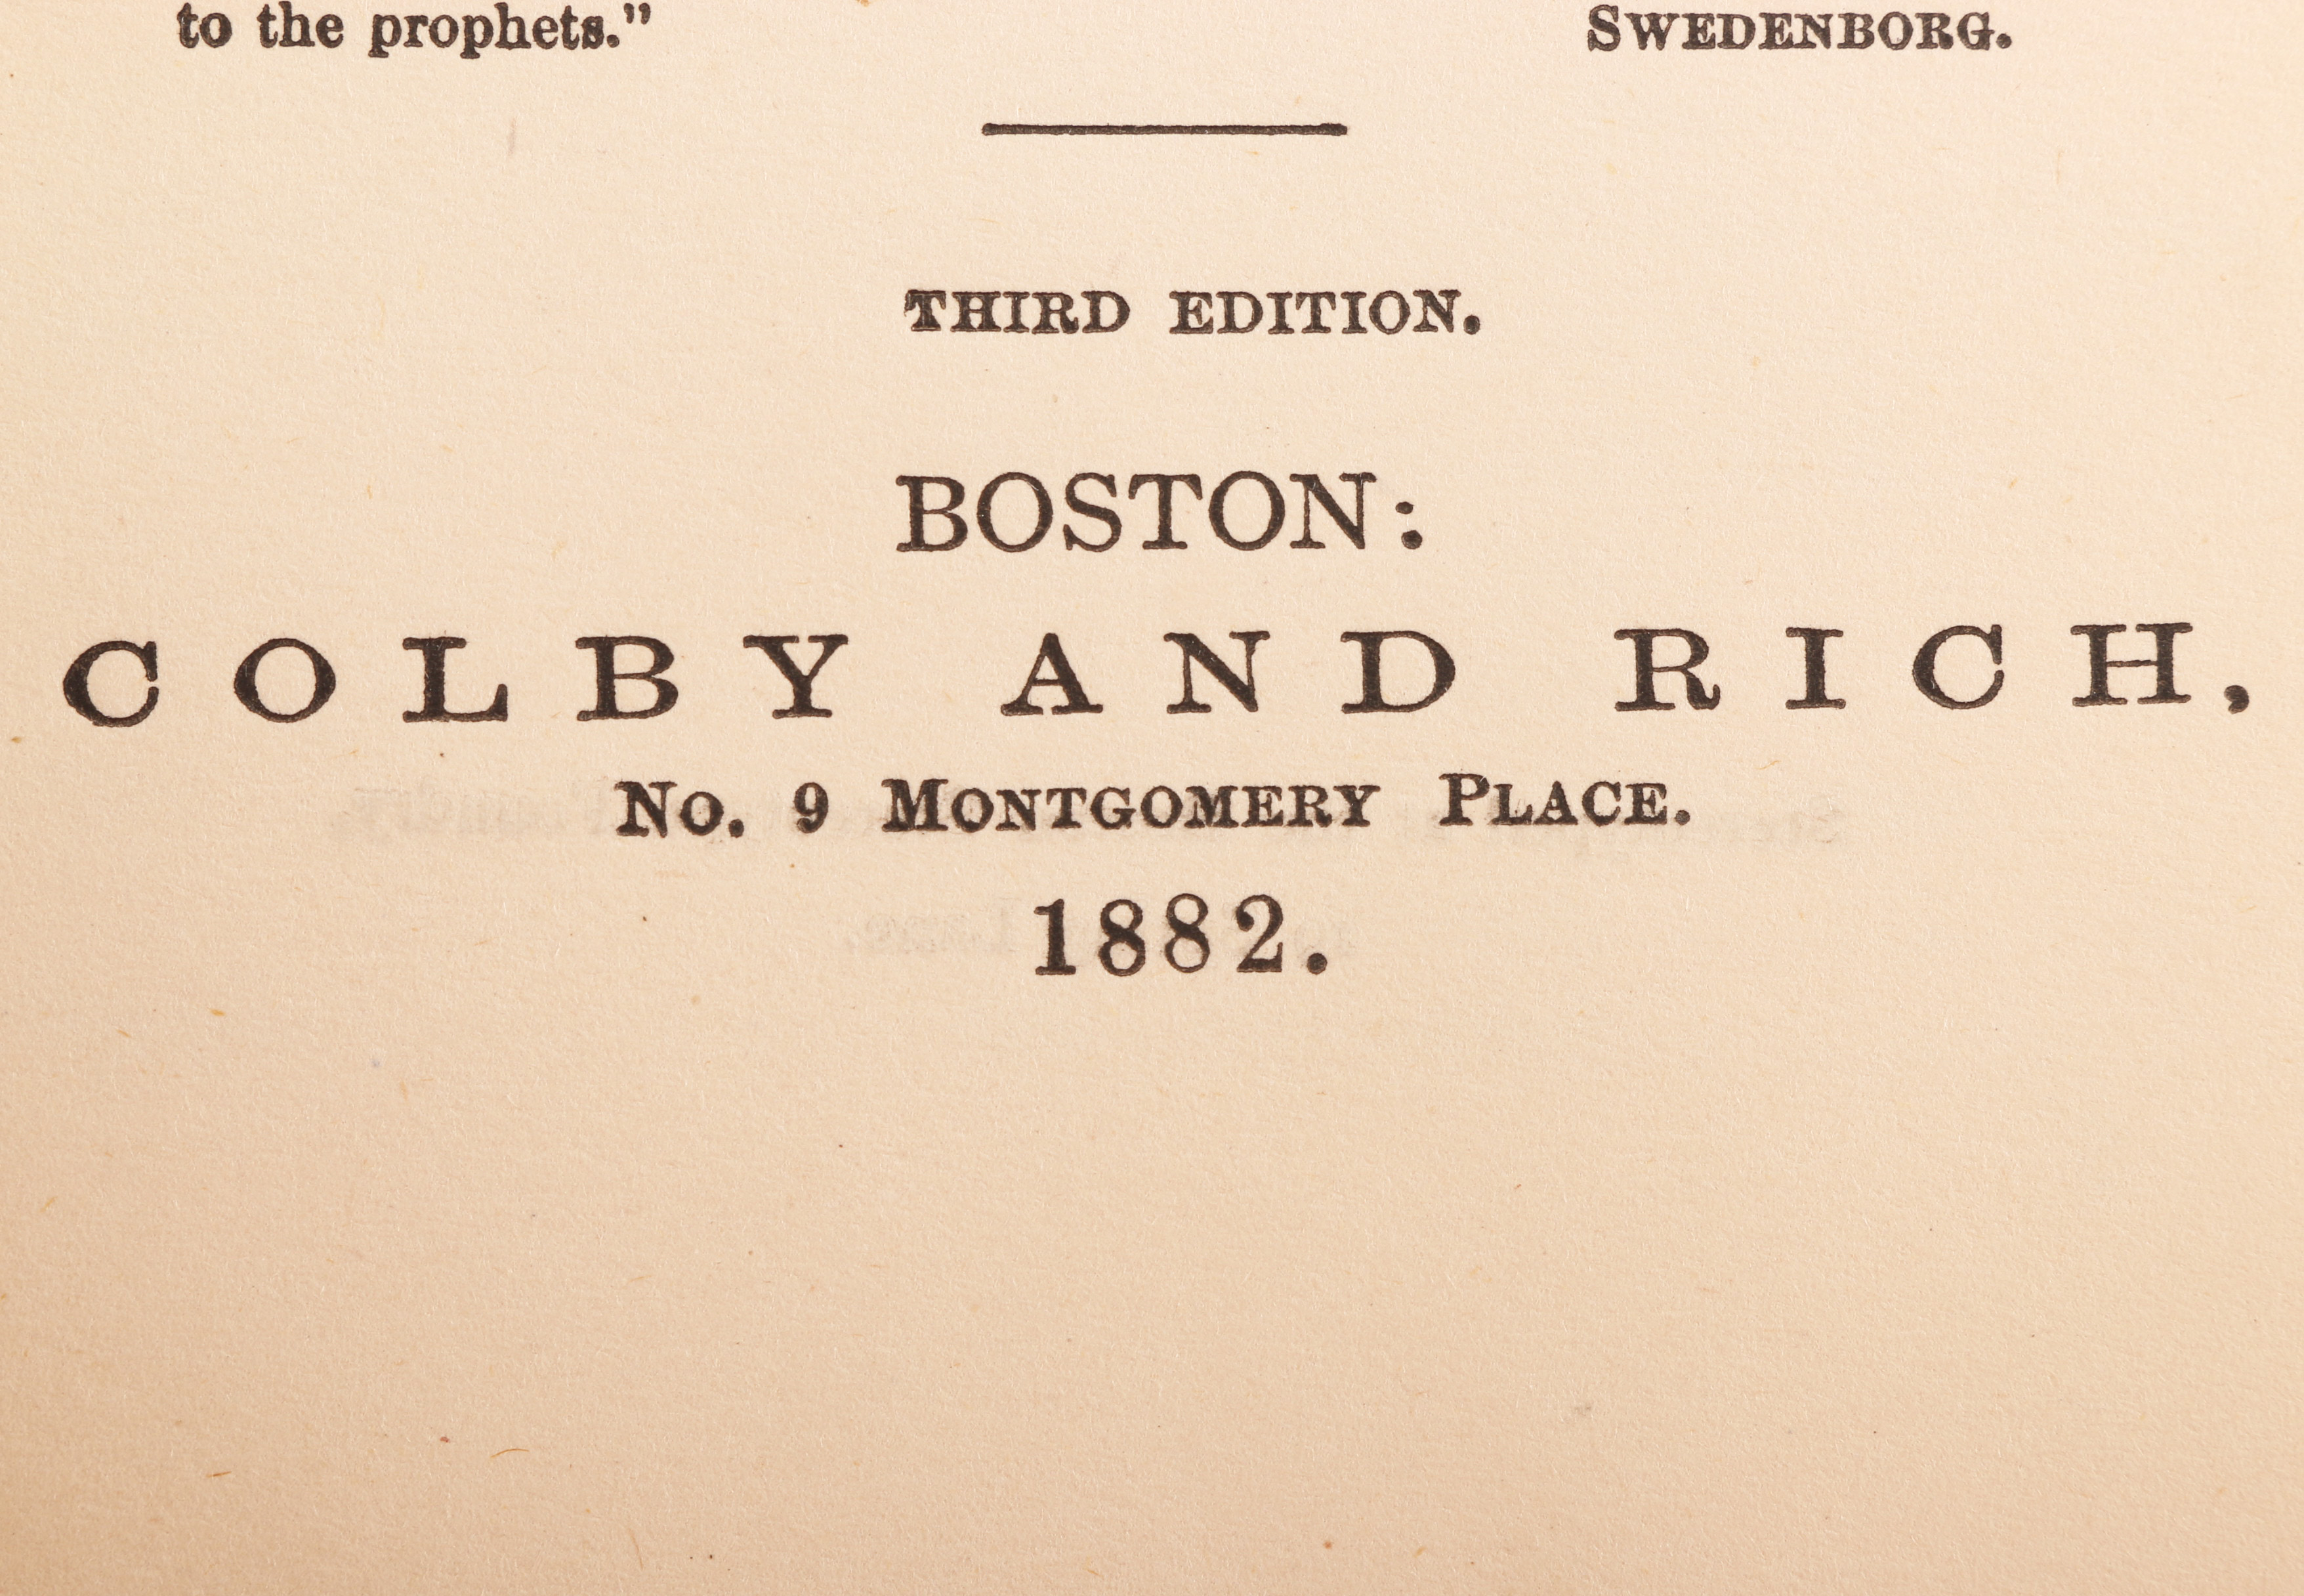 to the prophets." SWEDENBORG.
THIRD EDITION.
BOSTON:
COLBY AND RICH,
No. 9 MONTGOMERY PLACE.
1882.